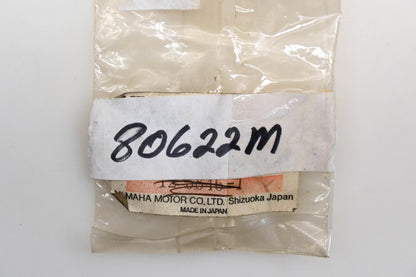 80622M
MAHA MOTOR CO., LTD. Shizuoka Japan
MADE IN JAPAN